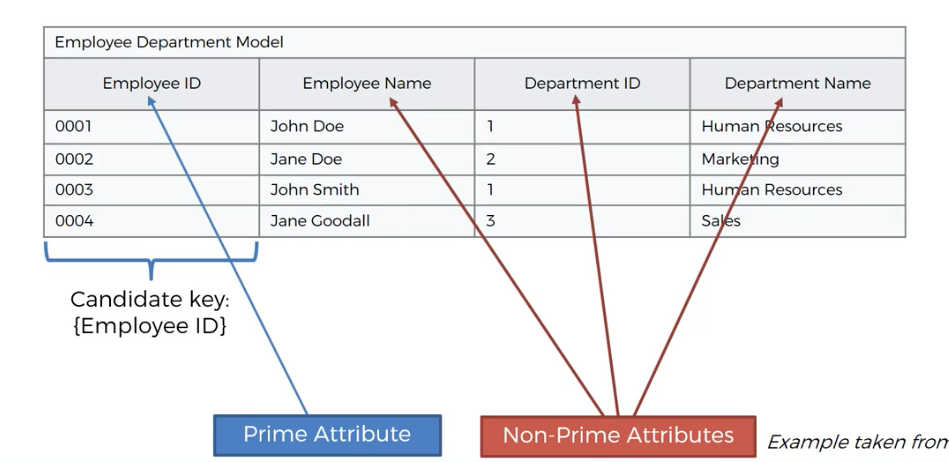 Employee Department Model
Employee ID Employee Name Department ID Department Name
0001 John Doe 1 Human Resources
0002 Jane Doe 2 Marketing
0003 John Smith 1 Human Resources
0004 Jane Goodall 3 Sales
Candidate key:
{Employee ID}
Prime Attribute
Non-Prime Attributes
Example taken from